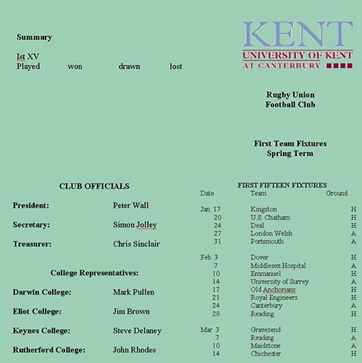 Summary
Ist XV
Played won drawn lost
KENT
UNIVERSITY OF KENT
AT CANTERBURY
Rugby Union
Football Club
First Team Fixtures
Spring Term
CLUB OFFICIALS
President: Peter Wall
Secretary: Simon Jolley
Treasurer: Chris Sinclair
College Representatives:
Darwin College: Mark Pullen
Eliot College: Jim Brown
Keynes College: Steve Delaney
Rutherford College: John Rhodes
FIRST FIFTEEN FIXTURES
Date Team Ground
Jan 17 Kingston H
20 U.S. Chatham H
24 Deal H
27 London Welsh A
31 Portsmouth A
Feb 3 Dover H
7 Middlesex Hospital A
10 Emmanuel H
14 University of Surrey A
17 Old Anchorians H
21 Royal Engineers H
24 Canterbury A
28 Reading H
Mar 3 Gravesend H
7 Reading A
10 Maidstone A
14 Chichester H